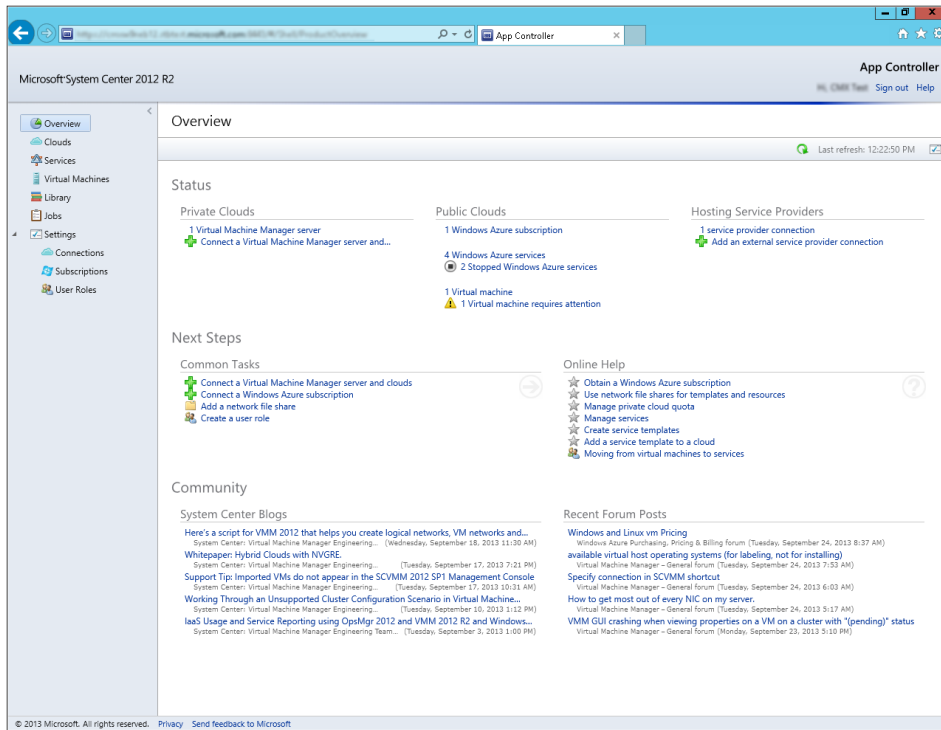 App Controller
Microsoft System Center 2012 R2
App Controller
Sign out Help
Overview
Clouds
Services
Virtual Machines
Library
Jobs
Settings
Connections
Subscriptions
User Roles
Overview
Last refresh: 12:22:50 PM
Status
Private Clouds
1 Virtual Machine Manager server
Connect a Virtual Machine Manager server and...
Public Clouds
1 Windows Azure subscription
4 Windows Azure services
2 Stopped Windows Azure services
1 Virtual machine
1 Virtual machine requires attention
Hosting Service Providers
1 service provider connection
Add an external service provider connection
Next Steps
Common Tasks
Connect a Virtual Machine Manager server and clouds
Connect a Windows Azure subscription
Add a network file share
Create a user role
Online Help
Obtain a Windows Azure subscription
Use network file shares for templates and resources
Manage private cloud quota
Manage services
Create service templates
Add a service template to a cloud
Moving from virtual machines to services
Community
System Center Blogs
Here's a script for VMM 2012 that helps you create logical networks, VM networks and...
System Center: Virtual Machine Manager Engineering... (Wednesday, September 18, 2013 11:30 AM)
Whitepaper: Hybrid Clouds with NVGRE.
System Center: Virtual Machine Manager Engineering... (Tuesday, September 17, 2013 7:21 PM)
Support Tip: Imported VMs do not appear in the SCVMM 2012 SP1 Management Console
System Center: Virtual Machine Manager Engineering... (Tuesday, September 17, 2013 10:31 AM)
Working Through an Unsupported Cluster Configuration Scenario in Virtual Machine...
System Center: Virtual Machine Manager Engineering... (Tuesday, September 10, 2013 1:12 PM)
IaaS Usage and Service Reporting using OpsMgr 2012 and VMM 2012 R2 and Windows...
System Center: Virtual Machine Manager Engineering Team... (Tuesday, September 3, 2013 1:00 PM)
Recent Forum Posts
Windows and Linux vm Pricing
Windows Azure Purchasing, Pricing & Billing forum (Tuesday, September 24, 2013 8:37 AM)
available virtual host operating systems (for labeling, not for installing)
Virtual Machine Manager – General forum (Tuesday, September 24, 2013 7:53 AM)
Specify connection in SCVMM shortcut
Virtual Machine Manager – General forum (Tuesday, September 24, 2013 6:03 AM)
How to get most out of every NIC on my server.
Virtual Machine Manager – General forum (Tuesday, September 24, 2013 5:17 AM)
VMM GUI crashing when viewing properties on a VM on a cluster with "(pending)" status
Virtual Machine Manager – General forum (Monday, September 23, 2013 5:10 PM)
© 2013 Microsoft. All rights reserved. Privacy Send feedback to Microsoft